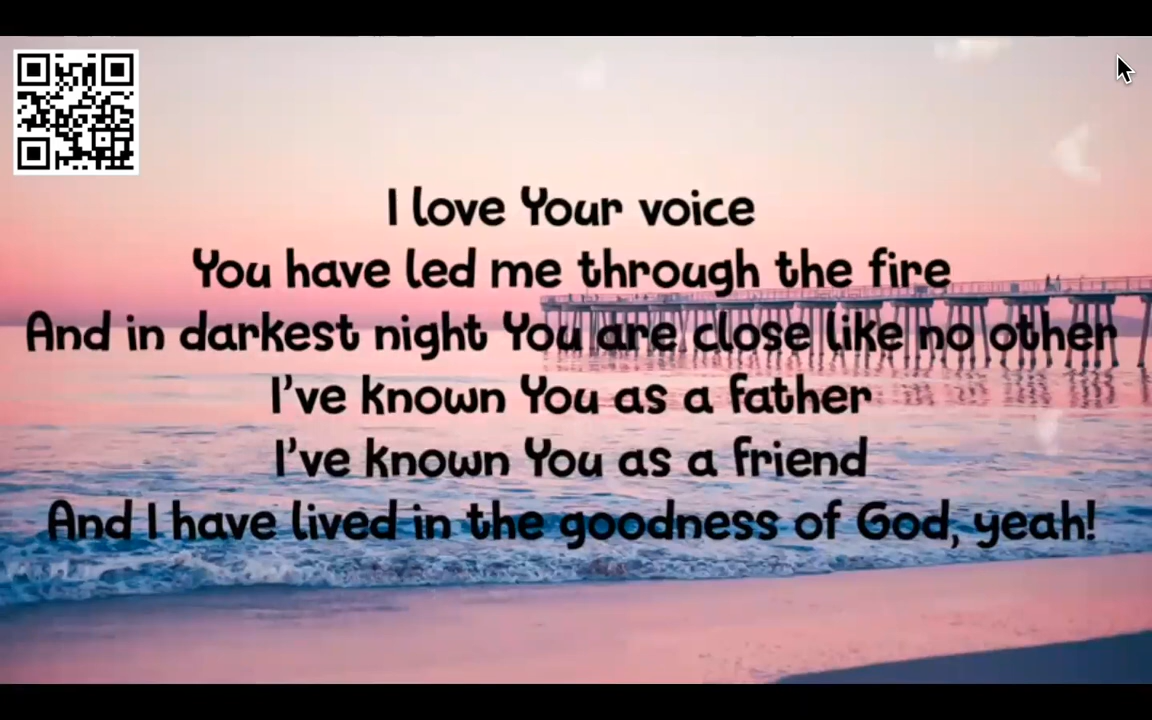 I love Your voice
You have led me through the fire
And in darkest night You are close like no other
I've known You as a father
I've known You as a friend
And I have lived in the goodness of God, yeah!